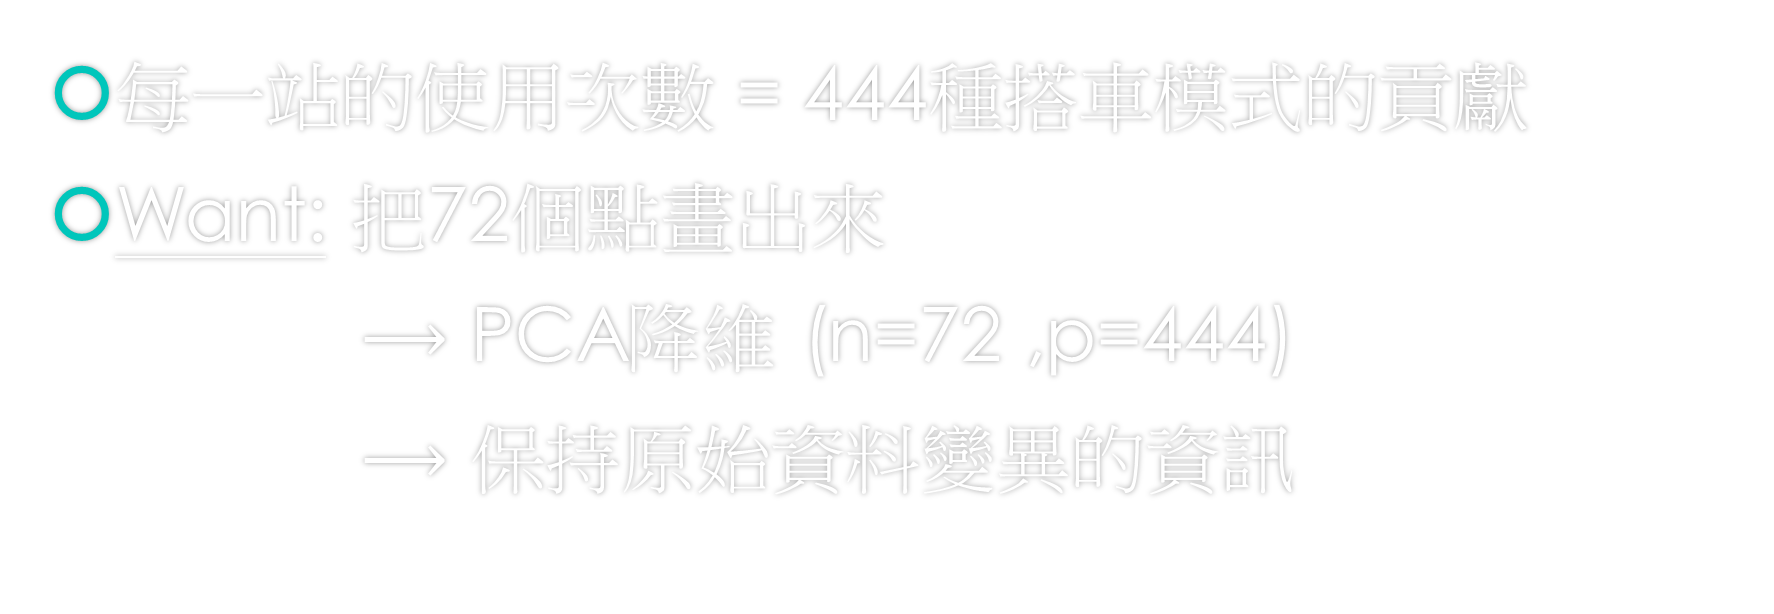 每一站的使用次數 = 444種搭車模式的貢獻
Want: 把72個點畫出來
→ PCA降維 (n=72 ,p=444)
→ 保持原始資料變異的資訊